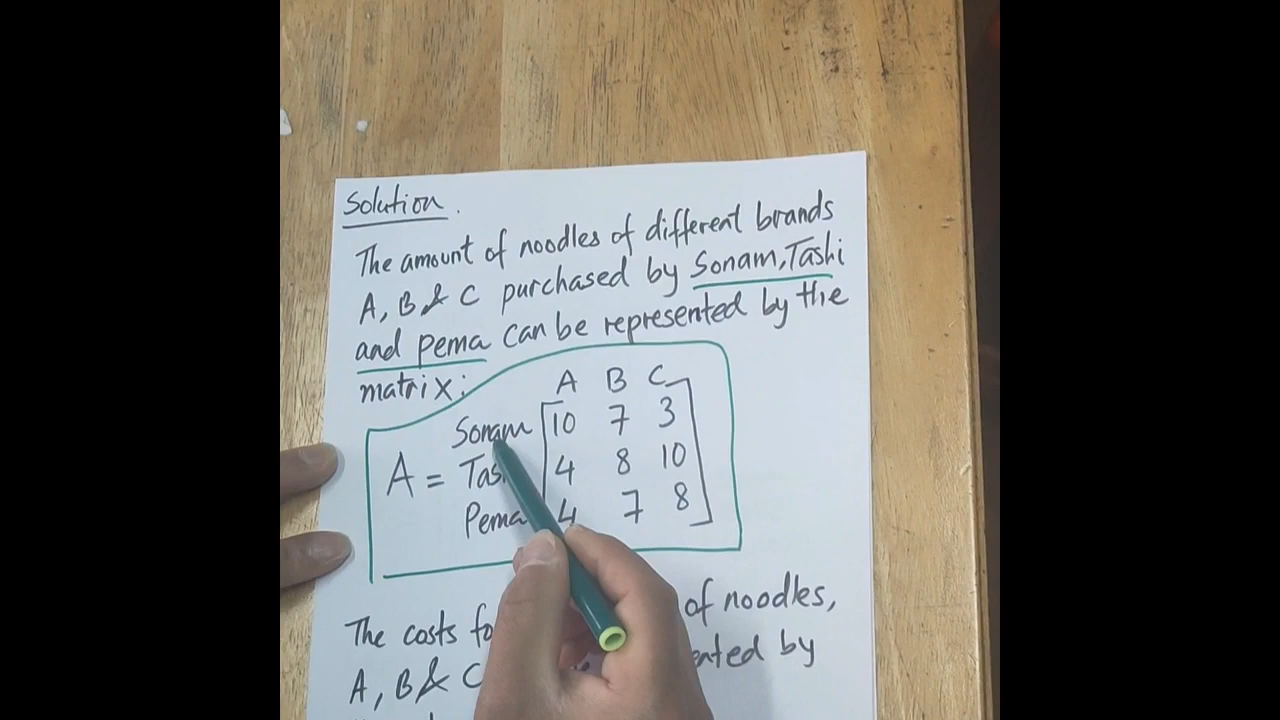 Solution.
The amount of noodles of different brands
A, B & C purchased by Sonam, Tashi
and pema can be represented by the
matrix:
A B C
Sonam 10 7 3
A = Tas 4 8 10
Pema 4 7 8
The costs fo of noodles,
A, B & C ented by